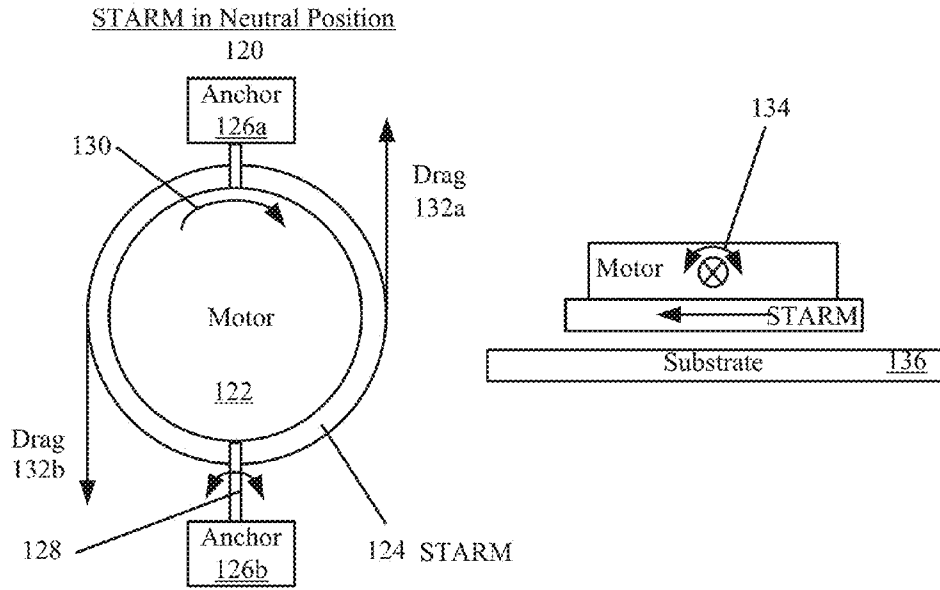 STARM in Neutral Position
120
Anchor
126a
130
Drag
132a
134
Motor
STARM
Motor
Substrate 136
122
Drag
132b
128
Anchor
126b
124 STARM